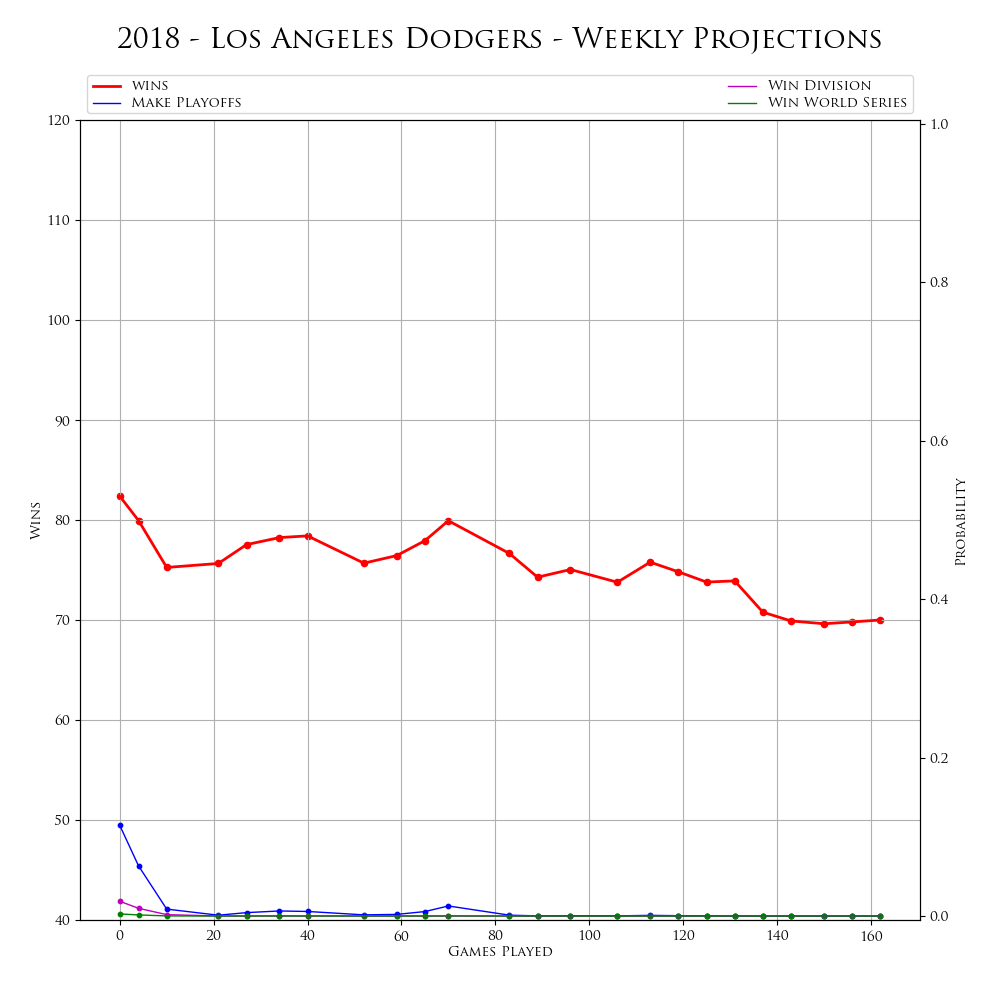 2018 - Los Angeles Dodgers - Weekly Projections
wins
Make Playoffs
Win Division
Win World Series
120
110
100
90
80
70
60
50
40
Wins
1.0
0.8
0.6
0.4
0.2
0.0
Probability
0 20 40 60 80 100 120 140 160
Games Played